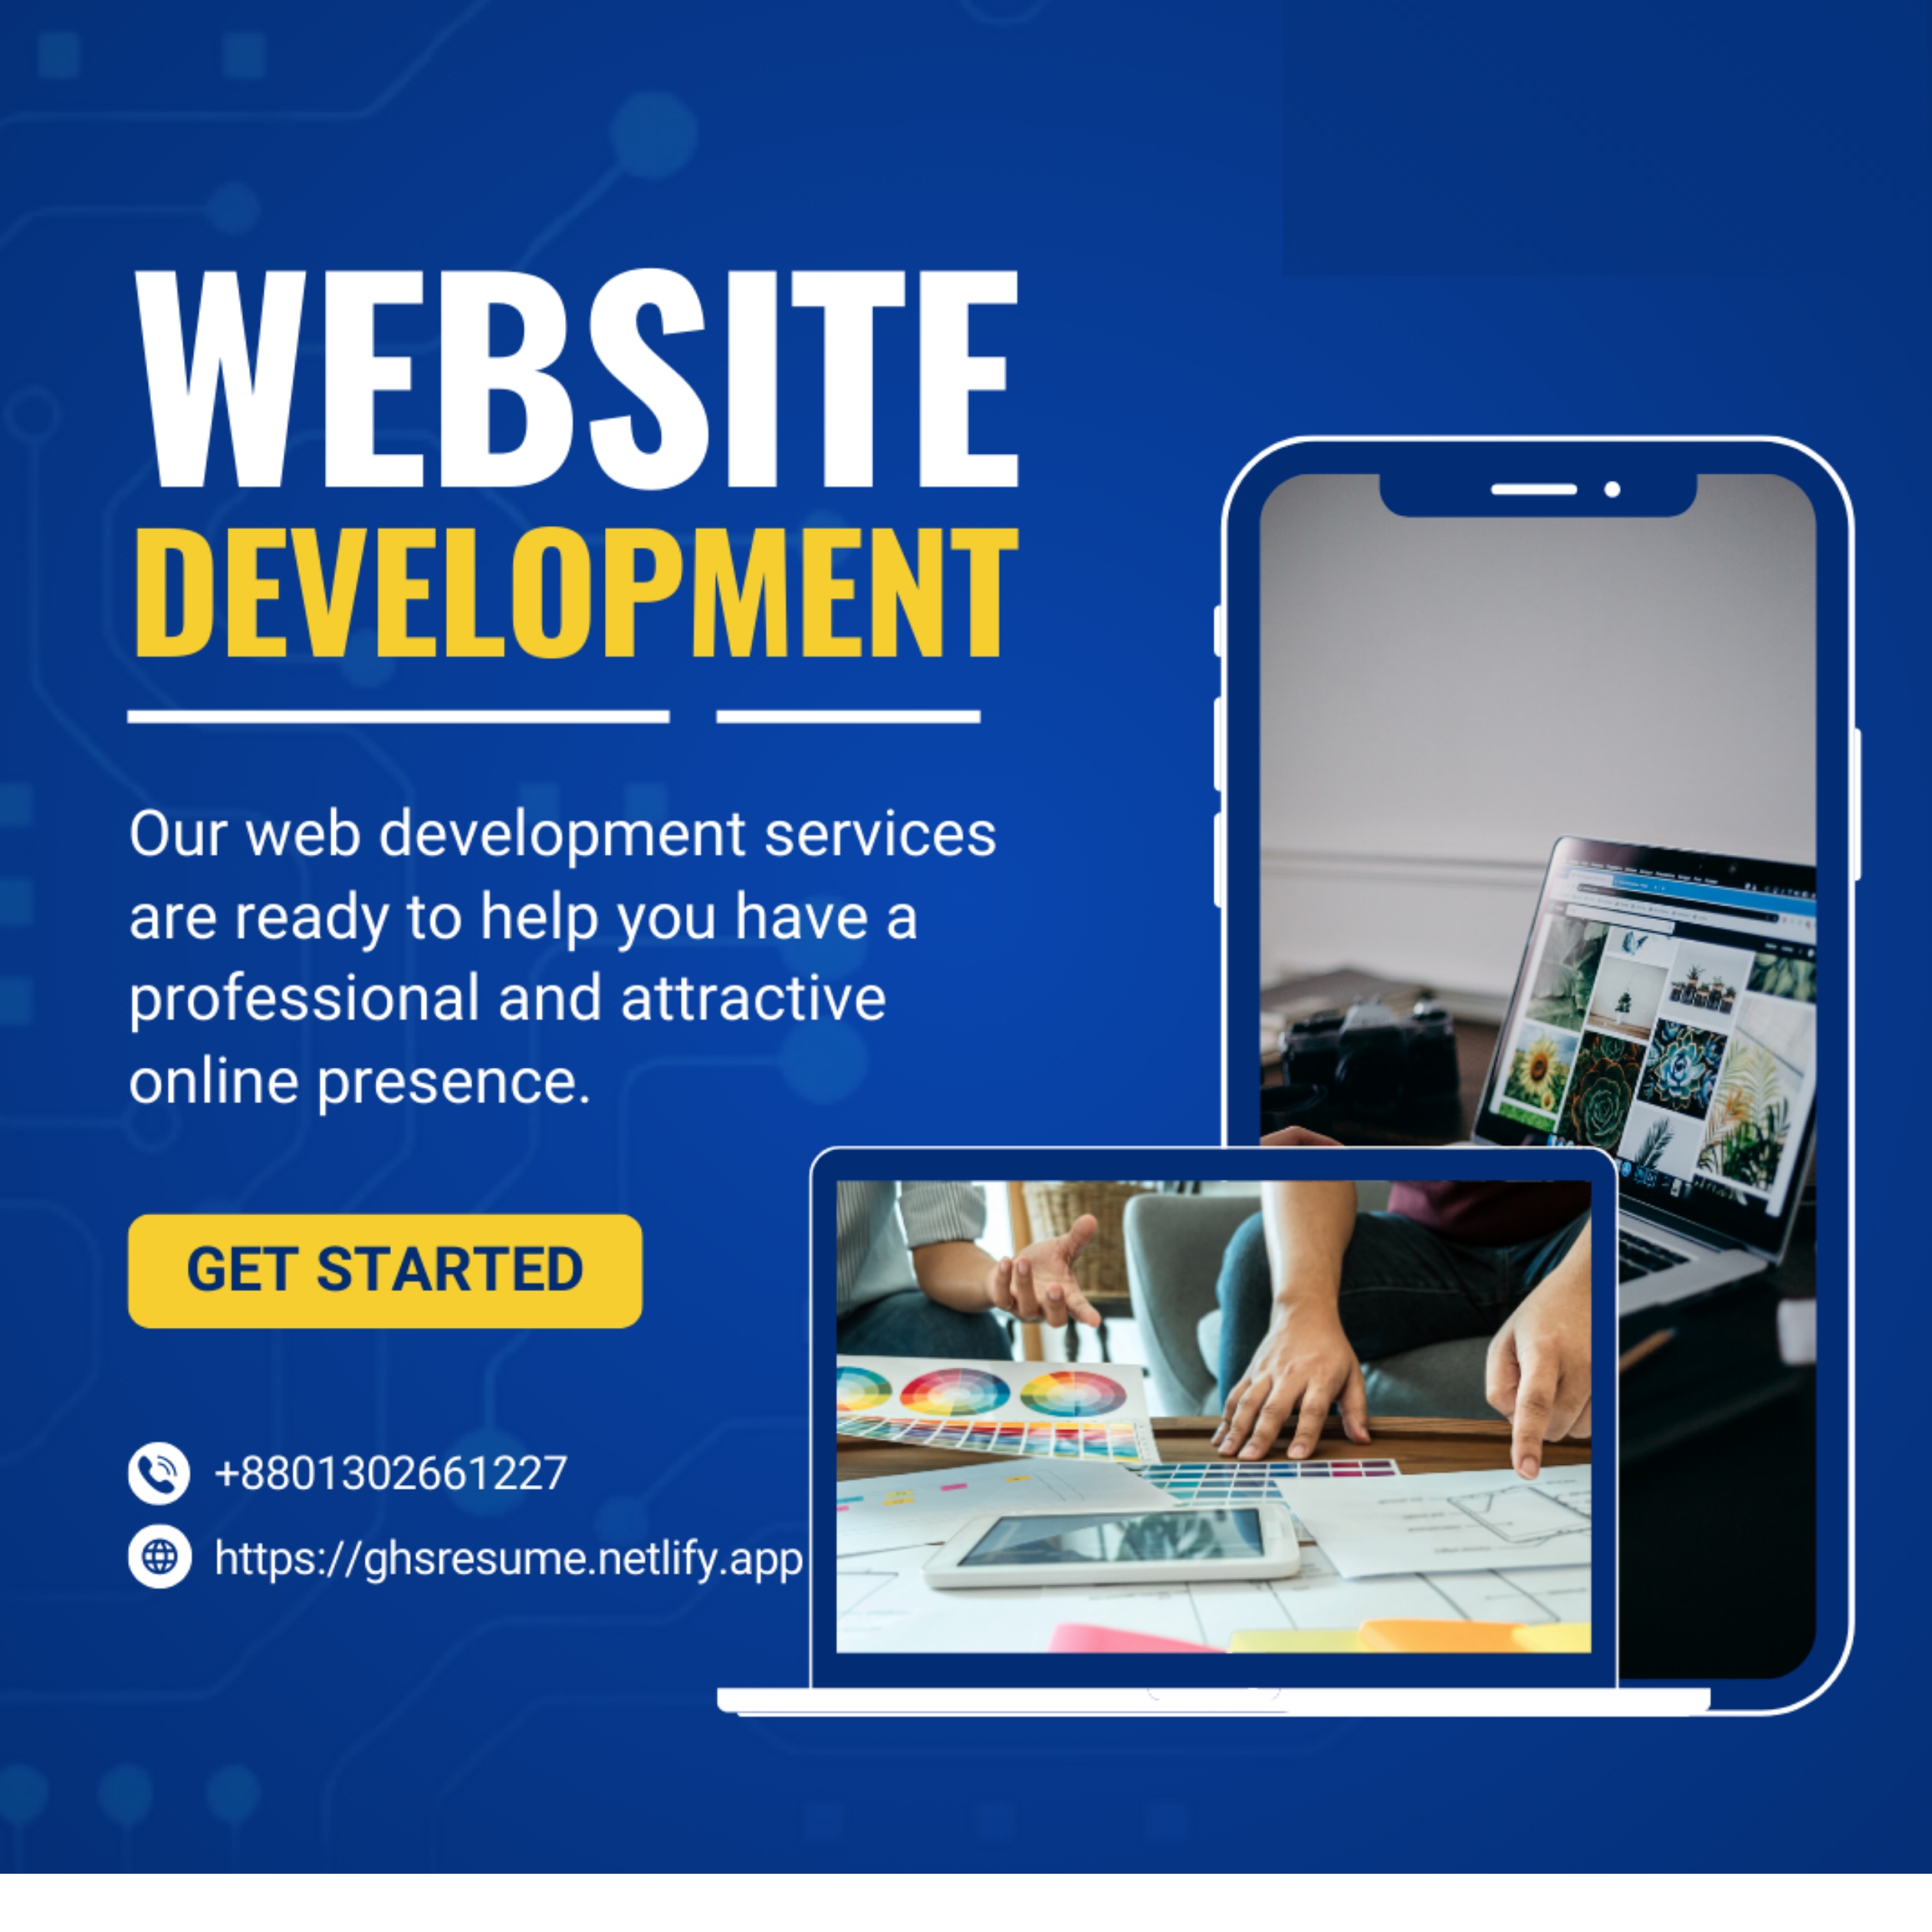 WEBSITE
DEVELOPMENT
Our web development services
are ready to help you have a
professional and attractive
online presence.
GET STARTED
+8801302661227
https://ghsresume.netlify.app